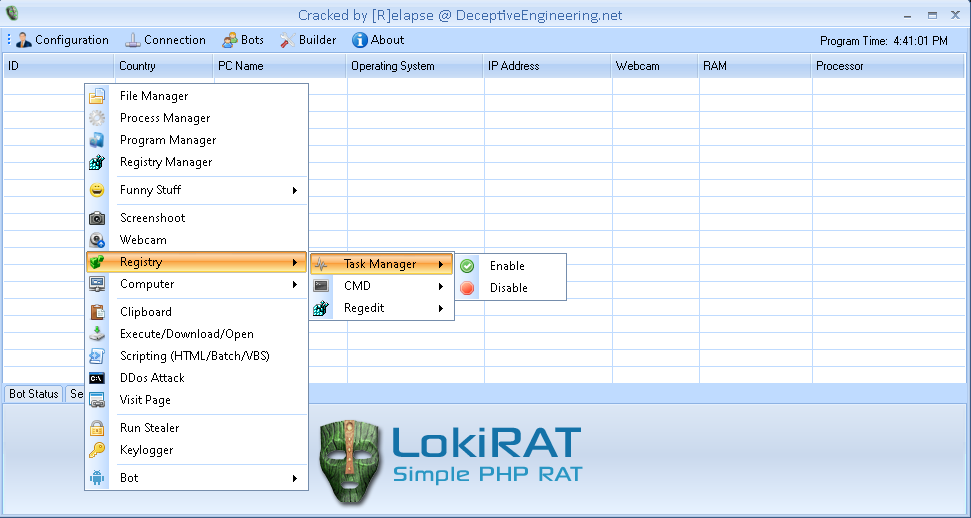 Cracked by [R]elapse @ DeceptiveEngineering.net
Configuration Connection Bots Builder About Program Time: 4:41:01 PM
ID Country PC Name Operating System IP Address Webcam RAM Processor
File Manager
Process Manager
Program Manager
Registry Manager
Funny Stuff
Screenshoot
Webcam
Registry
Task Manager
Enable
Computer
CMD
Disable
Regedit
Clipboard
Execute/Download/Open
Scripting (HTML/Batch/VBS)
C:\ DDos Attack
Bot Status Se
Visit Page
Run Stealer
Keylogger
Bot
LokiRAT
Simple PHP RAT